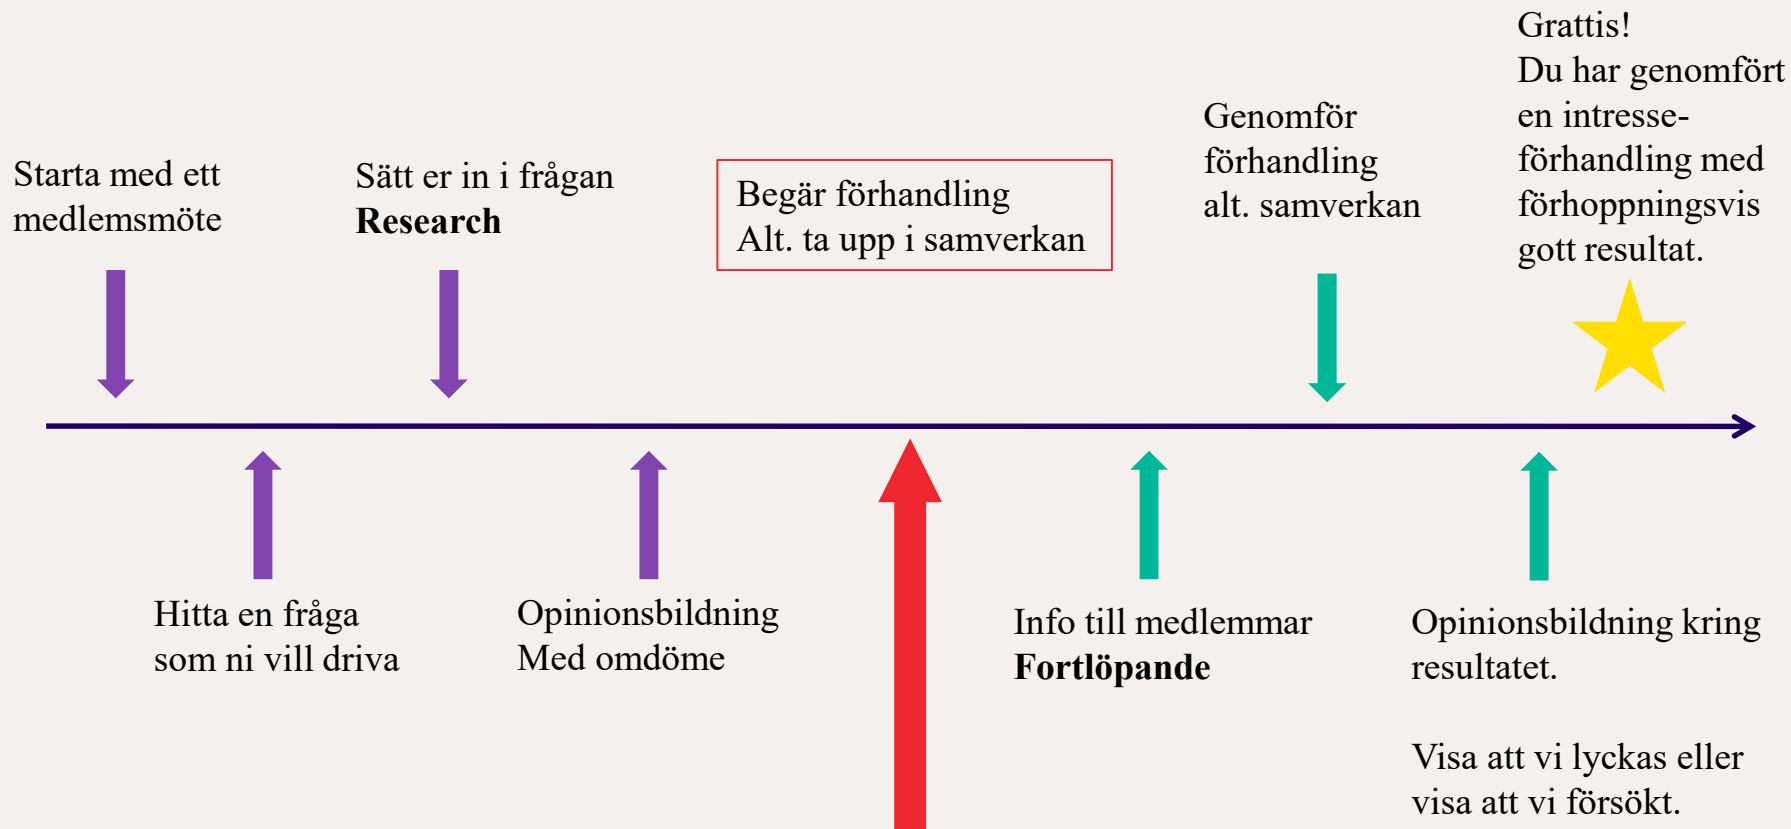 Starta med ett
medlemsmöte
Hitta en fråga
som ni vill driva
Sätt er in i frågan
Research
Opinionsbildning
Med omdöme
Begär förhandling
Alt. ta upp i samverkan
Info till medlemmar
Fortlöpande
Genomför
förhandling
alt. samverkan
Opinionsbildning kring
resultatet.
Visa att vi lyckas eller
visa att vi försökt.
Grattis!
Du har genomfört
en intresse-
förhandling med
förhoppningsvis
gott resultat.